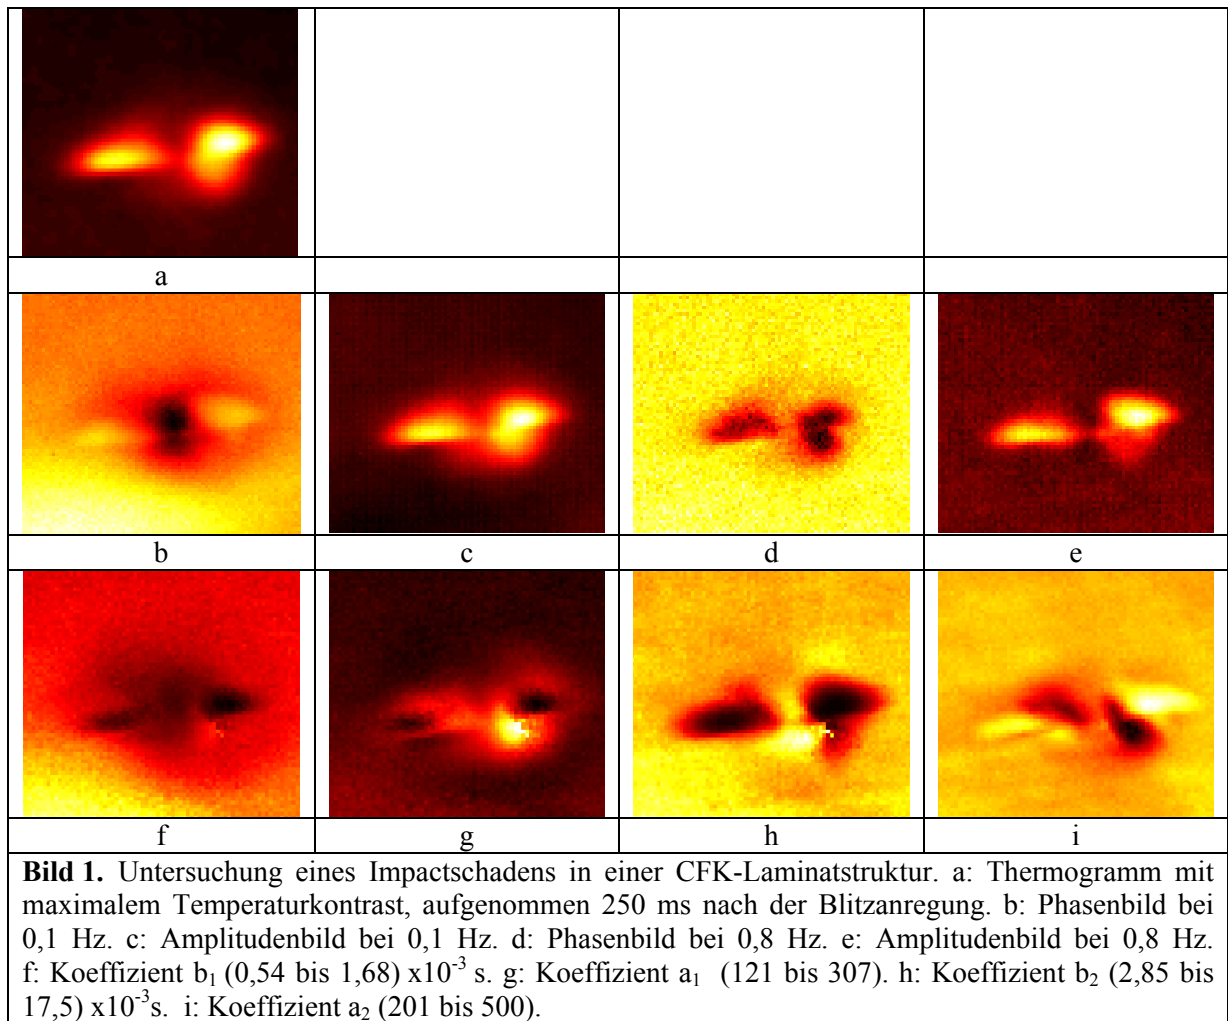 a
b c d e
f g h i
Bild 1. Untersuchung eines Impactschadens in einer CFK-Laminatstruktur. a: Thermogramm mit
maximalem Temperaturkontrast, aufgenommen 250 ms nach der Blitzanregung. b: Phasenbild bei
0,1 Hz. c: Amplitudenbild bei 0,1 Hz. d: Phasenbild bei 0,8 Hz. e: Amplitudenbild bei 0,8 Hz.
f: Koeffizient b₁ (0,54 bis 1,68) x10⁻³ s. g: Koeffizient a₁ (121 bis 307). h: Koeffizient b₂ (2,85 bis
17,5) x10⁻³s. i: Koeffizient a₂ (201 bis 500).